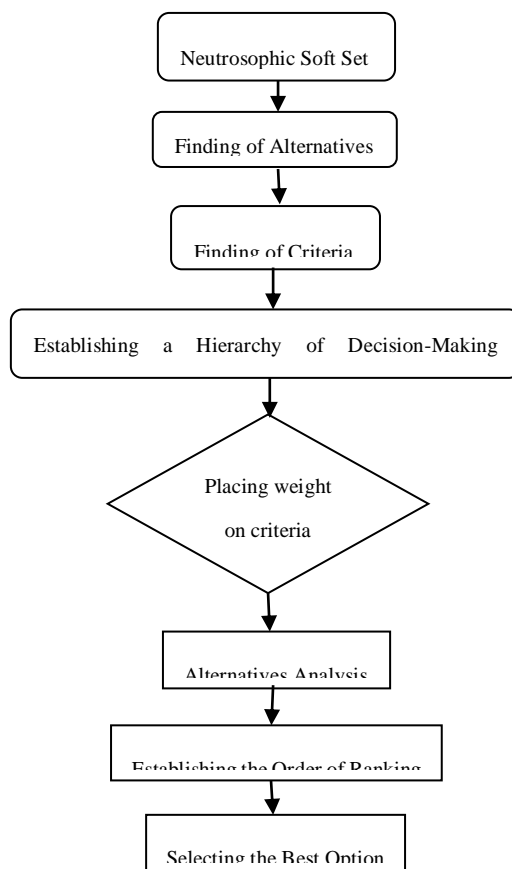 Neutrosophic Soft Set
Finding of Alternatives
Finding of Criteria
Establishing a Hierarchy of Decision-Making
Placing weight
on criteria
Alternatives Analysis
Establishing the Order of Ranking
Selecting the Best Option